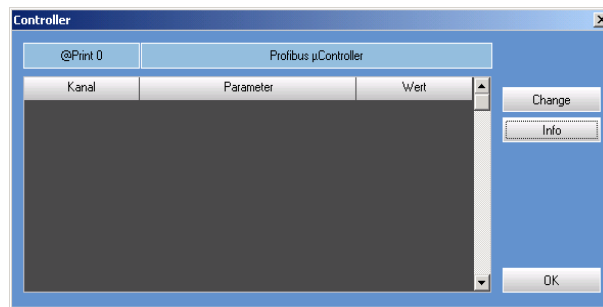 Controller
@Print 0 Profibus µController
Kanal Parameter Wert
Change
Info
OK